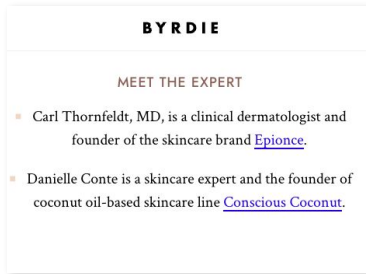 BYRDIE
MEET THE EXPERT
Carl Thornfeldt, MD, is a clinical dermatologist and
founder of the skincare brand Epionce.
Danielle Conte is a skincare expert and the founder of
coconut oil-based skincare line Conscious Coconut.